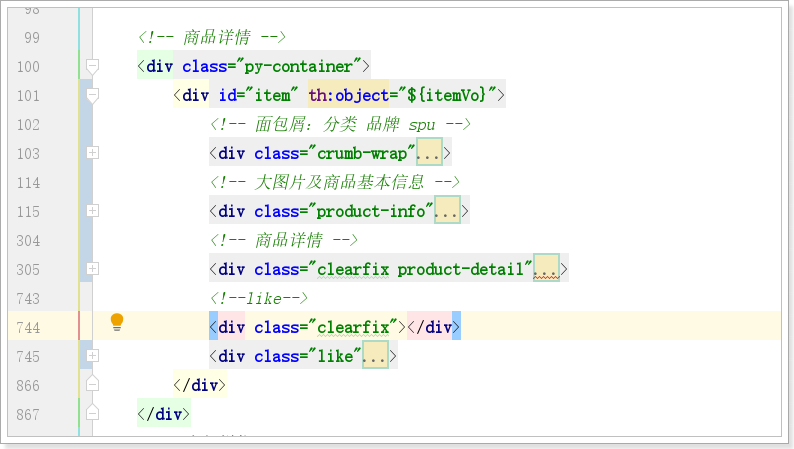 99 <!-- 商品详情 -->
100 <div class="py-container">
101 <div id="item" th:object="${itemVo}">
102 <!-- 面包屑：分类 品牌 spu -->
103 <div class="crumb-wrap"...>
114 <!-- 大图片及商品基本信息 -->
115 <div class="product-info"...>
304 <!-- 商品详情 -->
305 <div class="clearfix product-detail"...>
743 <!--like-->
744 <div class="clearfix"></div>
745 <div class="like"...>
866 </div>
867 </div>